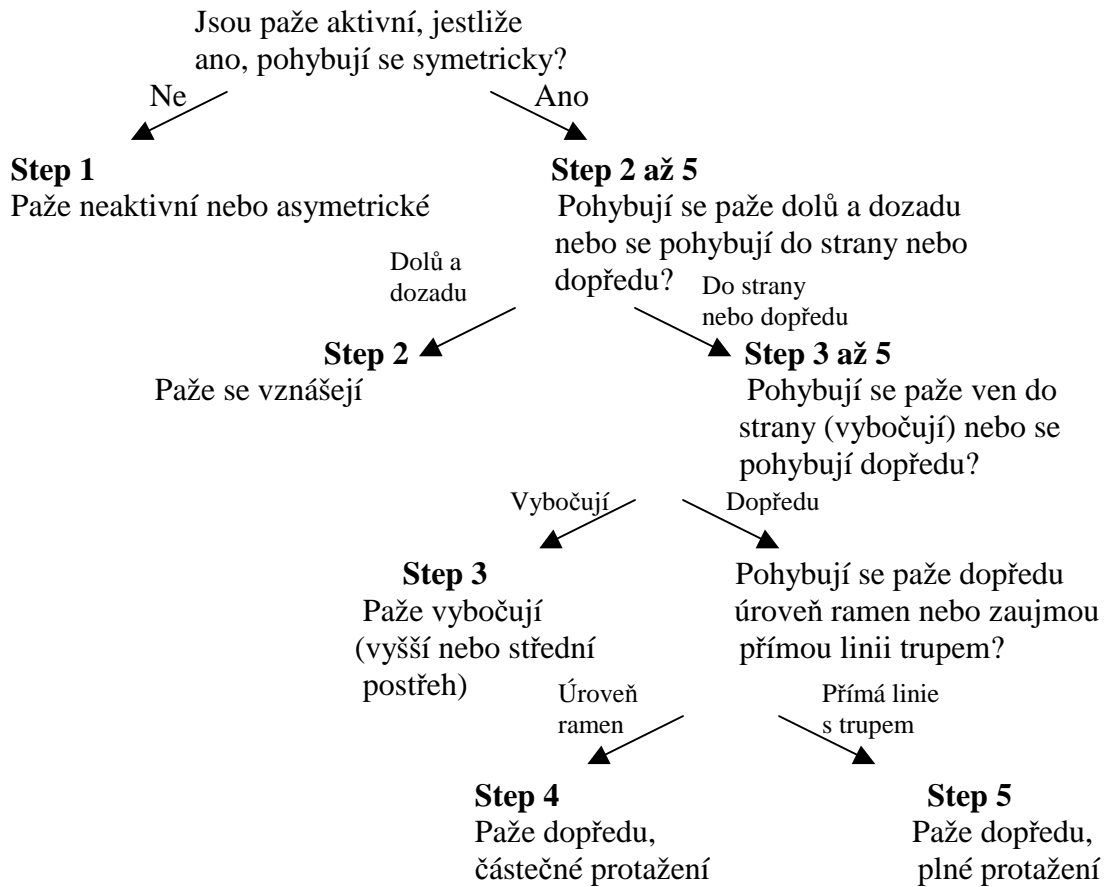 Jsou paže aktivní, jestliže
ano, pohybují se symetricky?
Ne
Ano
Step 1
Paže neaktivní nebo asymetrické
Step 2 až 5
Pohybují se paže dolů a dozadu
nebo se pohybují do strany nebo
dopředu?
Dolů a
dozadu
Do strany
nebo dopředu
Step 2
Paže se vznášejí
Step 3 až 5
Pohybují se paže ven do
strany (vybočují) nebo se
pohybují dopředu?
Vybočují
Dopředu
Step 3
Paže vybočují
(vyšší nebo střední
postřeh)
Pohybují se paže dopředu
úroveň ramen nebo zaujmou
přímou linii trupem?
Úroveň
ramen
Přímá linie
s trupem
Step 4
Paže dopředu,
částečné protažení
Step 5
Paže dopředu,
plné protažení